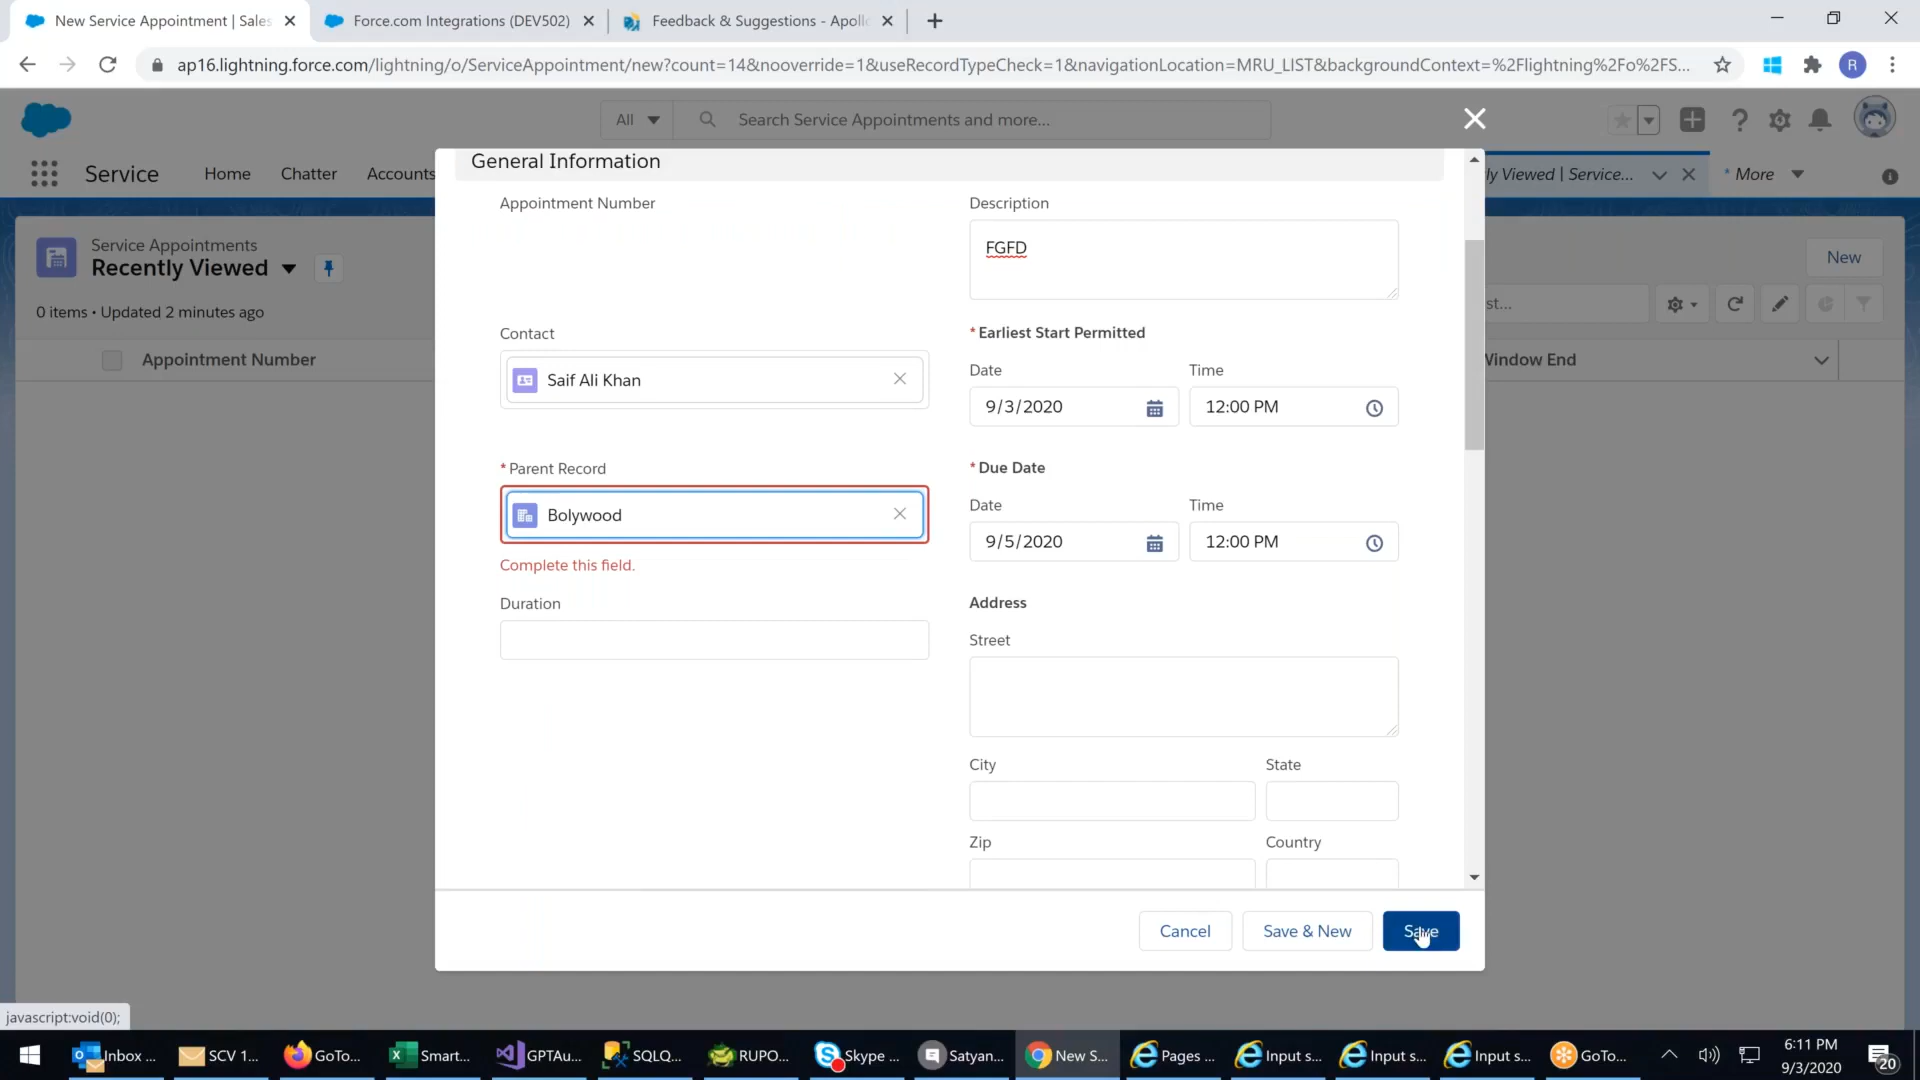 New Service Appointment | Sales
Force.com Integrations (DEV502)
Feedback & Suggestions - Apoll
ap16.lightning.force.com/lightning/o/ServiceAppointment/new?count=14&nooverride=1&useRecordTypeCheck=1&navigationLocation=MRU_LIST&backgroundContext=%2Flightning%2Fo%2FS...
R
All
Search Service Appointments and more...
Service
Home
Chatter
Accounts
ly Viewed | Service...
* More
Service Appointments
Recently Viewed
0 items • Updated 2 minutes ago
New
st...
Appointment Number
Window End
General Information
Appointment Number
Description
FGFD
Contact
Saif Ali Khan
*Earliest Start Permitted
Date
Time
9/3/2020
12:00 PM
*Parent Record
Bolywood
Complete this field.
*Due Date
Date
Time
9/5/2020
12:00 PM
Duration
Address
Street
City
State
Zip
Country
Cancel
Save & New
Save
javascript:void(0);
Inbox ...
SCV 1...
GoTo...
Smart...
GPTAu...
SQLQ...
RUPO...
Skype ...
Satyan...
New S...
Pages ...
Input s...
Input s...
Input s...
GoTo...
6:11 PM
9/3/2020
20